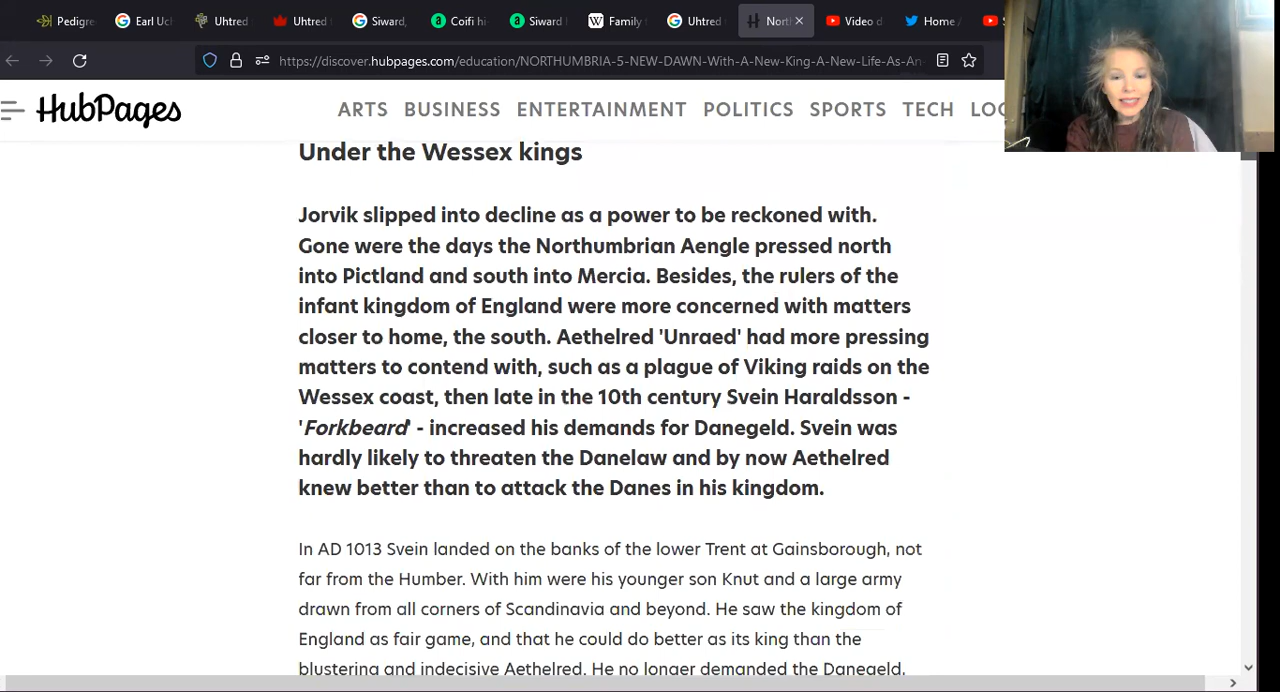 Pedigre
Earl Uch
Uhtred
Uhtred
Siward,
Coifi hi
Siward
Family
Uhtred
Nort
Video d
Home /
https://discover.hubpages.com/education/NORTHUMBRIA-5-NEW-DAWN-With-A-New-King-A-New-Life-As-An-
HubPages
ARTS BUSINESS ENTERTAINMENT POLITICS SPORTS TECH LOG
Under the Wessex kings
Jorvik slipped into decline as a power to be reckoned with.
Gone were the days the Northumbrian Aengle pressed north
into Pictland and south into Mercia. Besides, the rulers of the
infant kingdom of England were more concerned with matters
closer to home, the south. Aethelred 'Unraed' had more pressing
matters to contend with, such as a plague of Viking raids on the
Wessex coast, then late in the 10th century Svein Haraldsson -
'Forkbeard' - increased his demands for Danegeld. Svein was
hardly likely to threaten the Danelaw and by now Aethelred
knew better than to attack the Danes in his kingdom.
In AD 1013 Svein landed on the banks of the lower Trent at Gainsborough, not
far from the Humber. With him were his younger son Knut and a large army
drawn from all corners of Scandinavia and beyond. He saw the kingdom of
England as fair game, and that he could do better as its king than the
blustering and indecisive Aethelred. He no longer demanded the Danegeld,